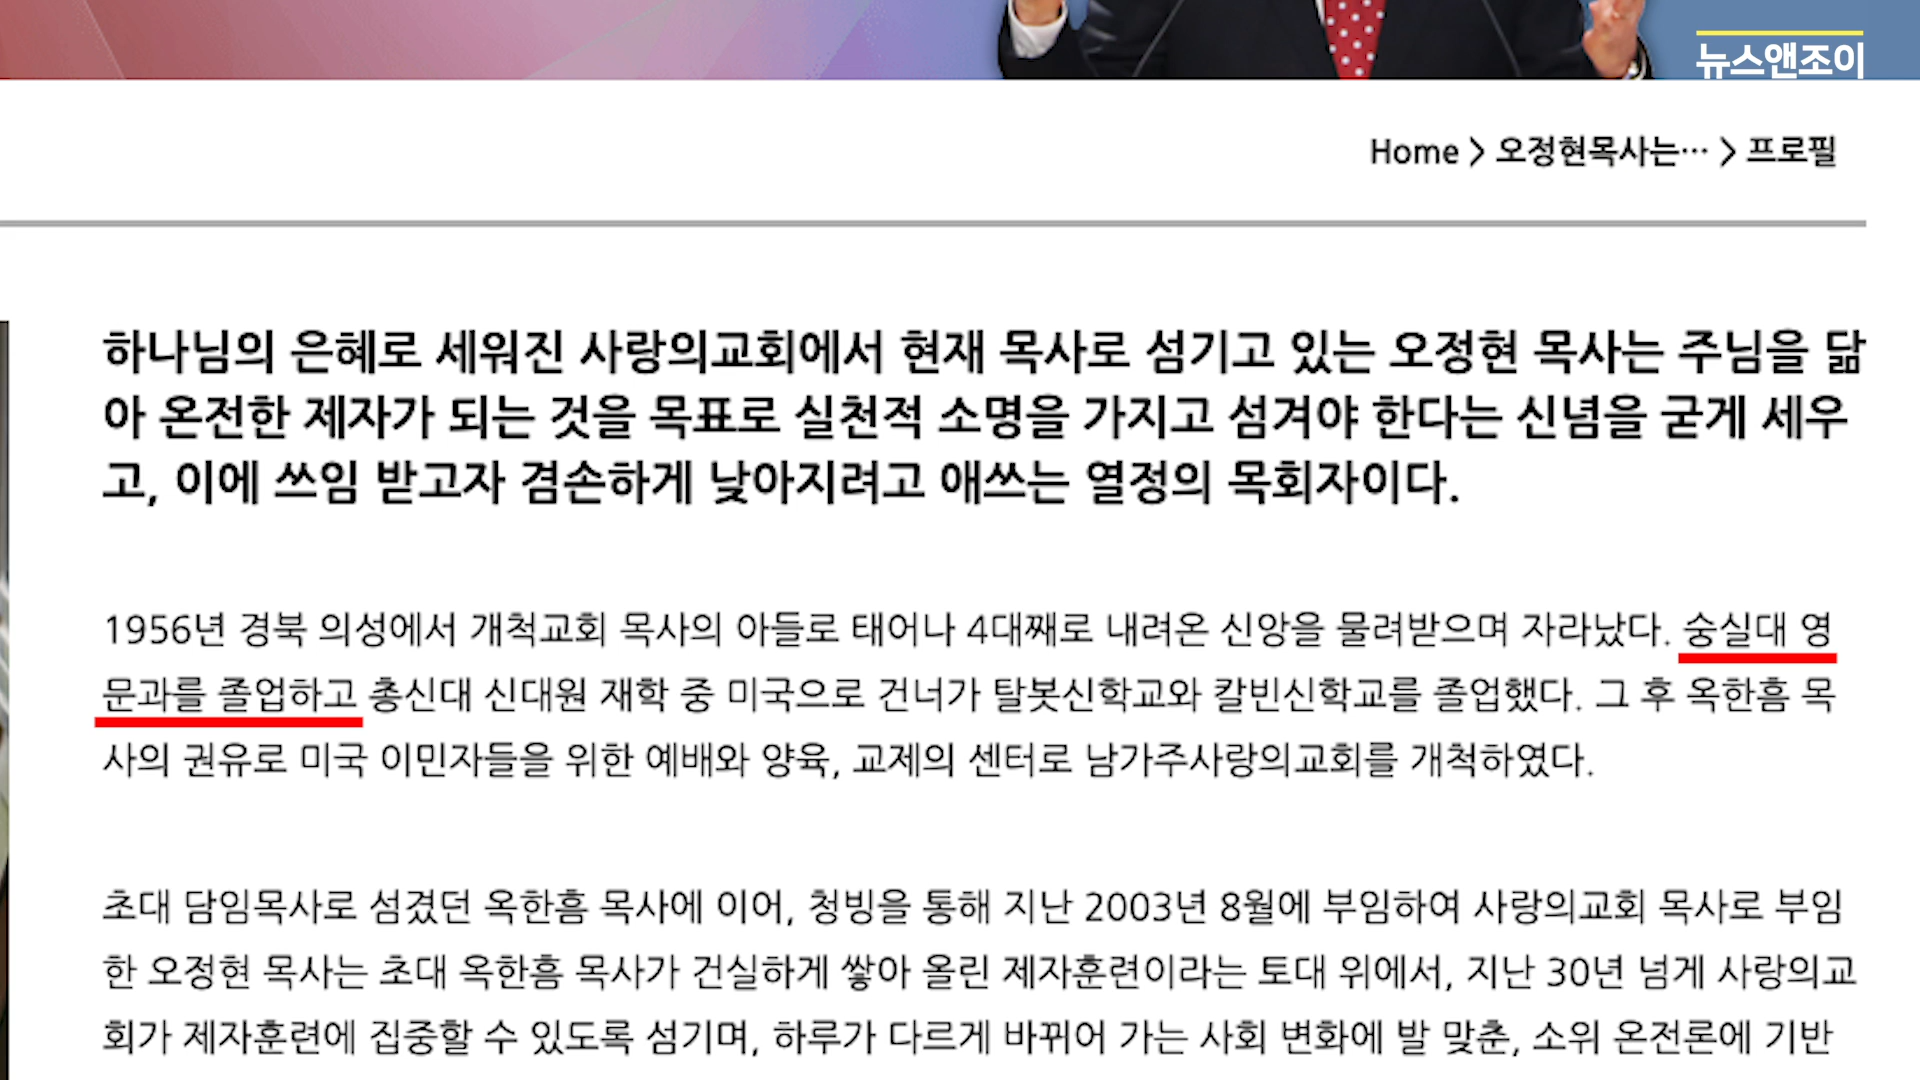 뉴스앤조이
Home > 오정현목사는… > 프로필
하나님의 은혜로 세워진 사랑의교회에서 현재 목사로 섬기고 있는 오정현 목사는 주님을 닮
아 온전한 제자가 되는 것을 목표로 실천적 소명을 가지고 섬겨야 한다는 신념을 굳게 세우
고, 이에 쓰임 받고자 겸손하게 낮아지려고 애쓰는 열정의 목회자이다.
1956년 경북 의성에서 개척교회 목사의 아들로 태어나 4대째로 내려온 신앙을 물려받으며 자라났다. 숭실대 영
문과를 졸업하고 총신대 신대원 재학 중 미국으로 건너가 탈봇신학교와 칼빈신학교를 졸업했다. 그 후 옥한흠 목
사의 권유로 미국 이민자들을 위한 예배와 양육, 교제의 센터로 남가주사랑의교회를 개척하였다.
초대 담임목사로 섬겼던 옥한흠 목사에 이어, 청빙을 통해 지난 2003년 8월에 부임하여 사랑의교회 목사로 부임
한 오정현 목사는 초대 옥한흠 목사가 건실하게 쌓아 올린 제자훈련이라는 토대 위에서, 지난 30년 넘게 사랑의교
회가 제자훈련에 집중할 수 있도록 섬기며, 하루가 다르게 바뀌어 가는 사회 변화에 발 맞춘, 소위 온전론에 기반